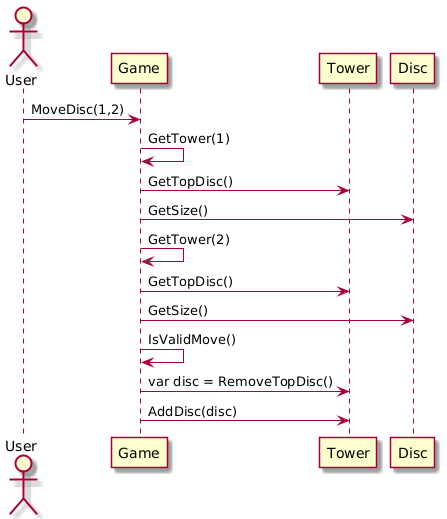 User
Game
Tower
Disc
MoveDisc(1,2)
GetTower(1)
GetTopDisc()
GetSize()
GetTower(2)
GetTopDisc()
GetSize()
IsValidMove()
var disc = RemoveTopDisc()
AddDisc(disc)
User
Game
Tower
Disc